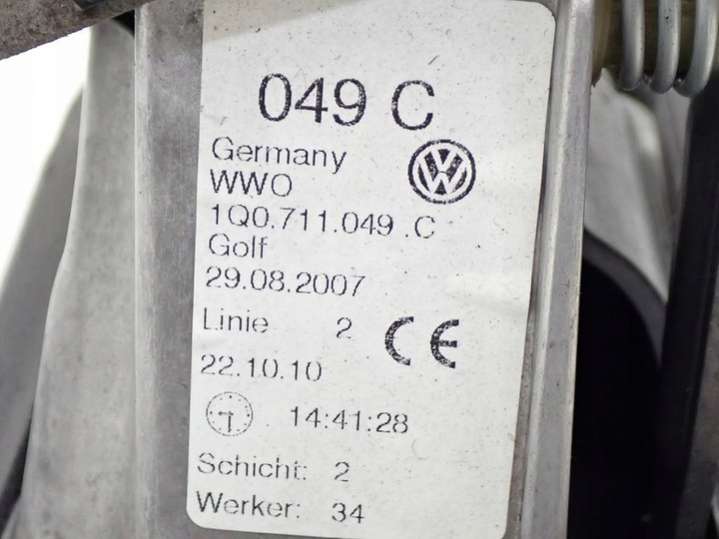 049 C
Germany
WWO
1Q0.711.049 .C
Golf
29.08.2007
Linie 2
CE
22.10.10
14:41:28
Schicht: 2
Werker: 34